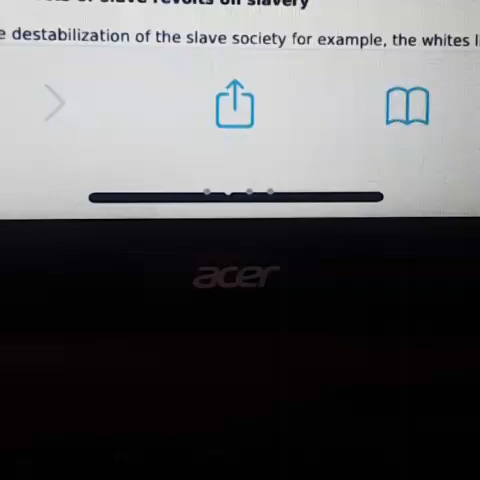 slave revolts on slavery
destabilization of the slave society for example, the whites
acer